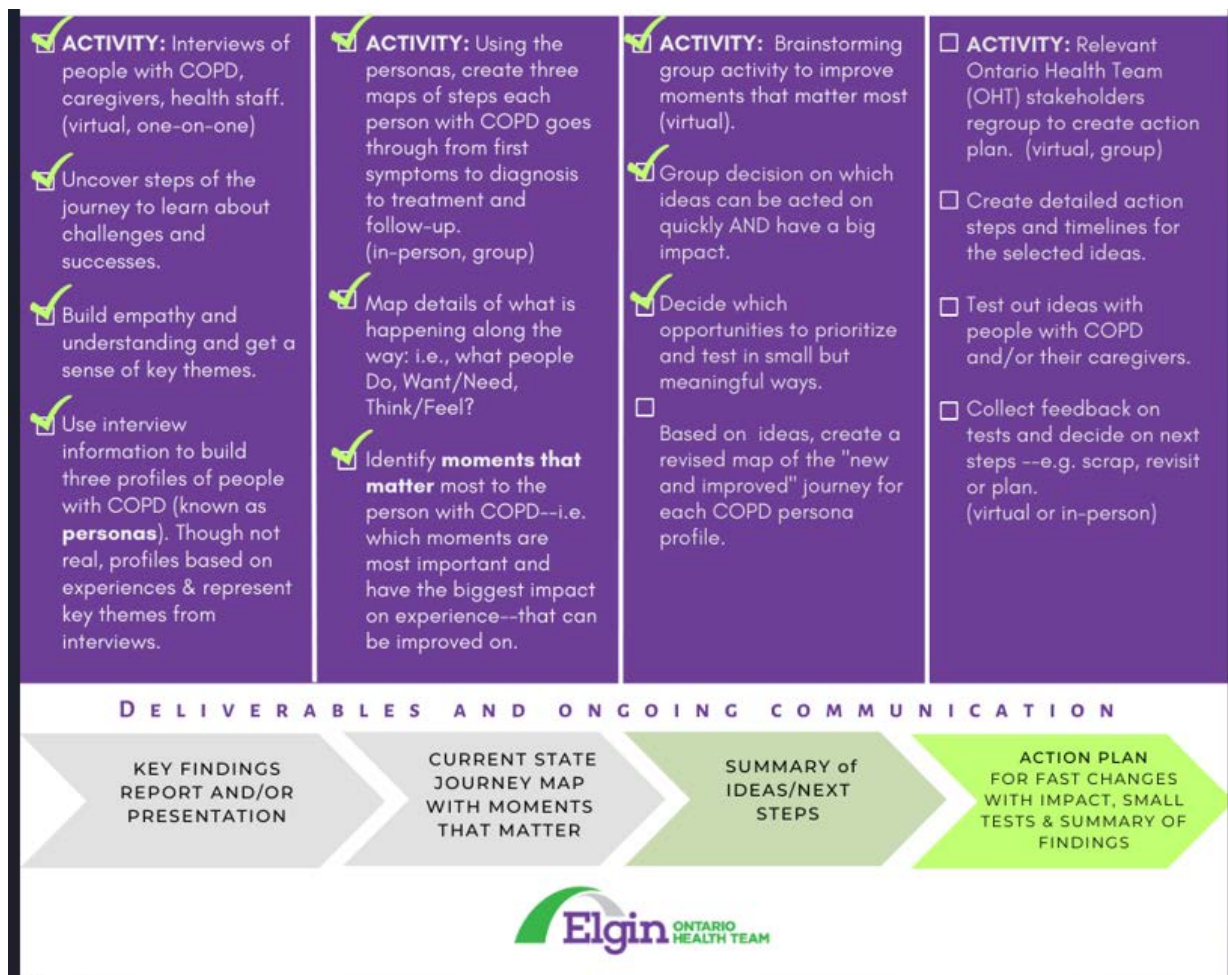 ACTIVITY: Interviews of
people with COPD,
caregivers, health staff.
(virtual, one-on-one)
Uncover steps of the
journey to learn about
challenges and
successes.
Build empathy and
understanding and get a
sense of key themes.
Use interview
information to build
three profiles of people
with COPD (known as
personas). Though not
real, profiles based on
experiences & represent
key themes from
interviews.
ACTIVITY: Using the
personas, create three
maps of steps each
person with COPD goes
through from first
symptoms to diagnosis
to treatment and
follow-up.
(in-person, group)
Map details of what is
happening along the
way: i.e., what people
Do, Want/Need,
Think/Feel?
Identify moments that
matter most to the
person with COPD--i.e.
which moments are
most important and
have the biggest impact
on experience--that can
be improved on.
ACTIVITY: Brainstorming
group activity to improve
moments that matter most
(virtual).
Group decision on which
ideas can be acted on
quickly AND have a big
impact.
Decide which
opportunities to prioritize
and test in small but
meaningful ways.
Based on ideas, create a
revised map of the "new
and improved" journey for
each COPD persona
profile.
ACTIVITY: Relevant
Ontario Health Team
(OHT) stakeholders
regroup to create action
plan. (virtual, group)
Create detailed action
steps and timelines for
the selected ideas.
Test out ideas with
people with COPD
and/or their caregivers.
Collect feedback on
tests and decide on next
steps --e.g. scrap, revisit
or plan.
(virtual or in-person)
DELIVERABLES AND ONGOING COMMUNICATION
KEY FINDINGS
REPORT AND/OR
PRESENTATION
CURRENT STATE
JOURNEY MAP
WITH MOMENTS
THAT MATTER
SUMMARY of
IDEAS/NEXT
STEPS
ACTION PLAN
FOR FAST CHANGES
WITH IMPACT, SMALL
TESTS & SUMMARY OF
FINDINGS
Elgin ONTARIO
HEALTH TEAM